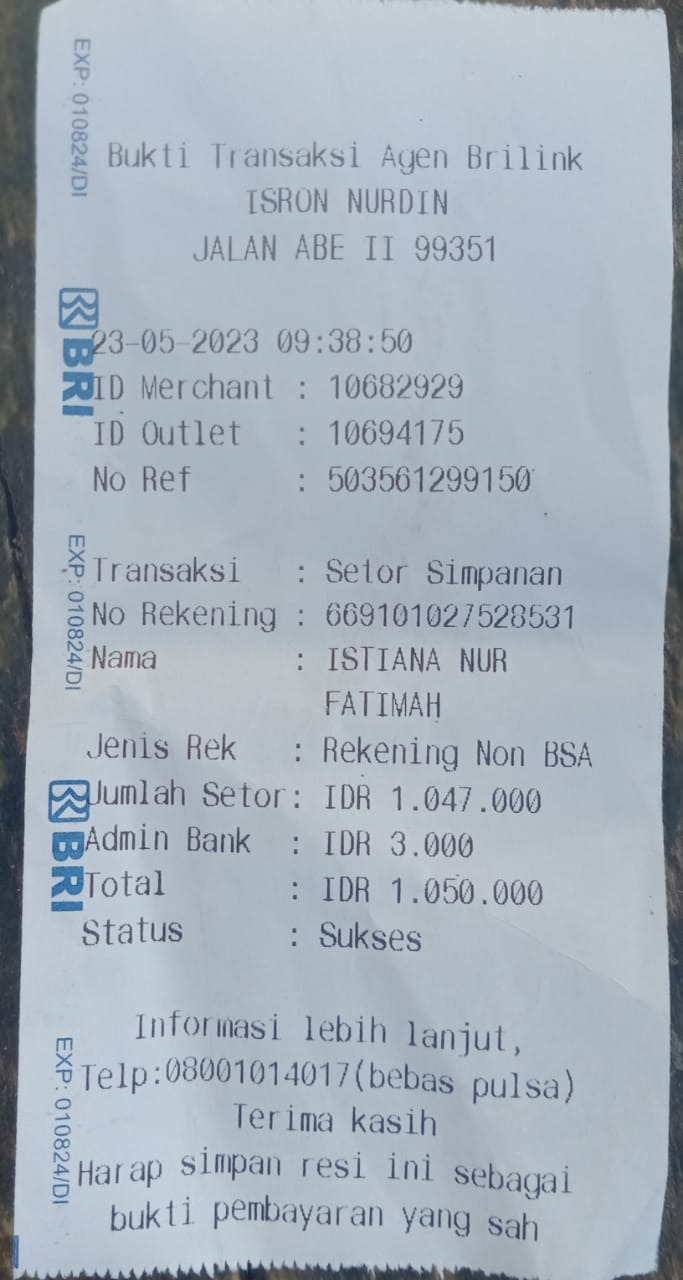 EXP: 010824/DI
Bukti Transaksi Agen Brilink
ISRON NURDIN
JALAN ABE II 99351
BRI
23-05-2023 09:38:50
ID Merchant : 10682929
ID Outlet : 10694175
No Ref : 503561299150
EXP: 010824/DI
Transaksi : Setor Simpanan
No Rekening : 669101027528531
Nama : ISTIANA NUR
FATIMAH
Jenis Rek : Rekening Non BSA
BRI
Jumlah Setor: IDR 1.047.000
Admin Bank : IDR 3.000
Total : IDR 1.050.000
Status : Sukses
EXP: 010824/DI
Informasi lebih lanjut,
Telp:08001014017(bebas pulsa)
Terima kasih
Harap simpan resi ini sebagai
bukti pembayaran yang sah